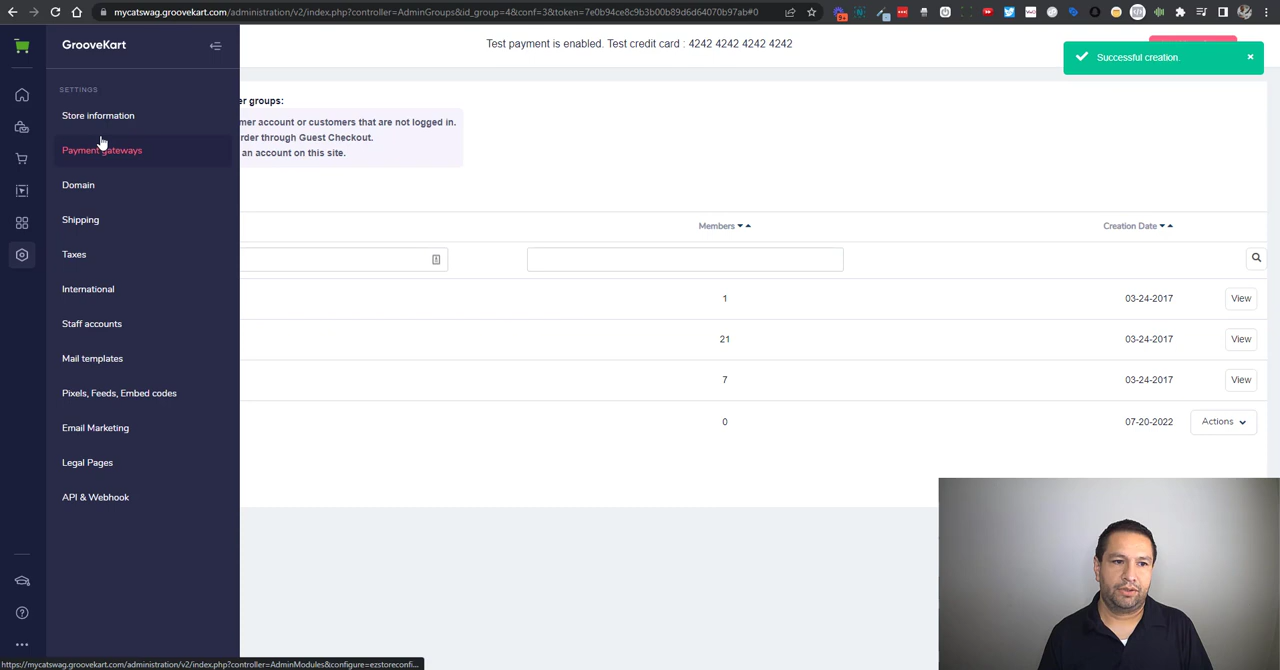 mycatswag.groovekart.com/administration/v2/index.php?controller=AdminGroups&id_group=4&conf=3&token=7e0b94ce8c9b3b00b89d6d64070b97ab#0
9+
GrooveKart
Test payment is enabled. Test credit card : 4242 4242 4242 4242
Successful creation.
SETTINGS
Store information
Payment gateways
Domain
Shipping
Taxes
International
Staff accounts
Mail templates
Pixels, Feeds, Embed codes
Email Marketing
Legal Pages
API & Webhook
er groups:
mer account or customers that are not logged in.
rder through Guest Checkout.
an account on this site.
Members
Creation Date
1
03-24-2017
View
21
03-24-2017
View
7
03-24-2017
View
0
07-20-2022
Actions
https://mycatswag.groovekart.com/administration/v2/index.php?controller=AdminModules&configure=ezstoreconfi...